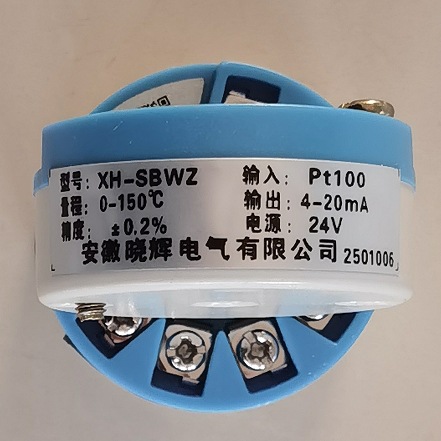 型号: XH-SBWZ 输入: Pt100
量程: 0-150℃ 输出: 4-20mA
精度: ±0.2% 电源: 24V
安徽晓辉电气有限公司 2501006